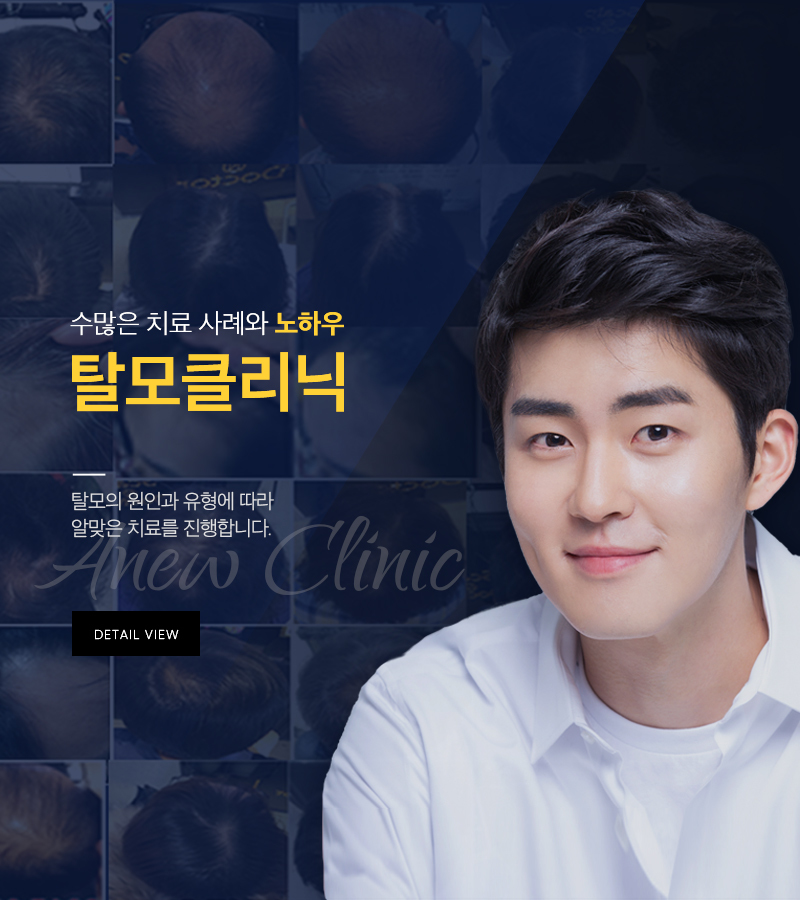 수많은 치료 사례와 노하우
탈모클리닉
탈모의 원인과 유형에 따라
알맞은 치료를 진행합니다.
Anew Clinic
DETAIL VIEW